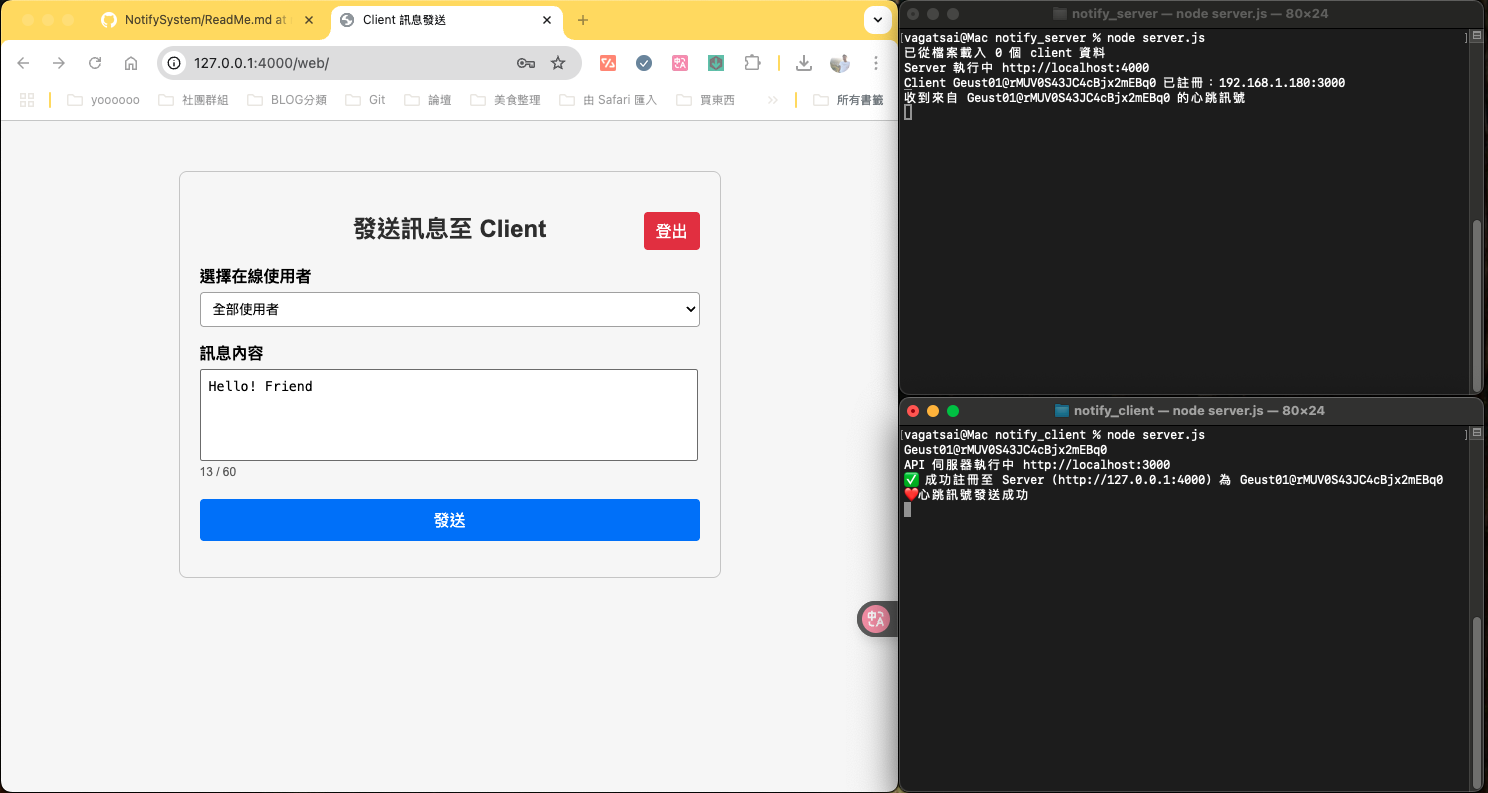 NotifySystem/ReadMe.md at
Client 訊息發送
127.0.0.1:4000/web/
yoooooo
社團群組
BLOG分類
Git
論壇
美食整理
由 Safari 匯入
買東西
所有書籤
發送訊息至 Client
登出
選擇在線使用者
全部使用者
訊息內容
Hello! Friend
13 / 60
發送
notify_server — node server.js — 80×24
[vagatsai@Mac notify_server % node server.js ]
已從檔案載入 0 個 client 資料
Server 執行中 http://localhost:4000
Client Geust01@rMUV0S43JC4cBjx2mEBq0 已註冊：192.168.1.180:3000
收到來自 Geust01@rMUV0S43JC4cBjx2mEBq0 的心跳訊號
notify_client — node server.js — 80×24
[vagatsai@Mac notify_client % node server.js ]
Geust01@rMUV0S43JC4cBjx2mEBq0
API 伺服器執行中 http://localhost:3000
✅ 成功註冊至 Server (http://127.0.0.1:4000) 為 Geust01@rMUV0S43JC4cBjx2mEBq0
❤️心跳訊號發送成功